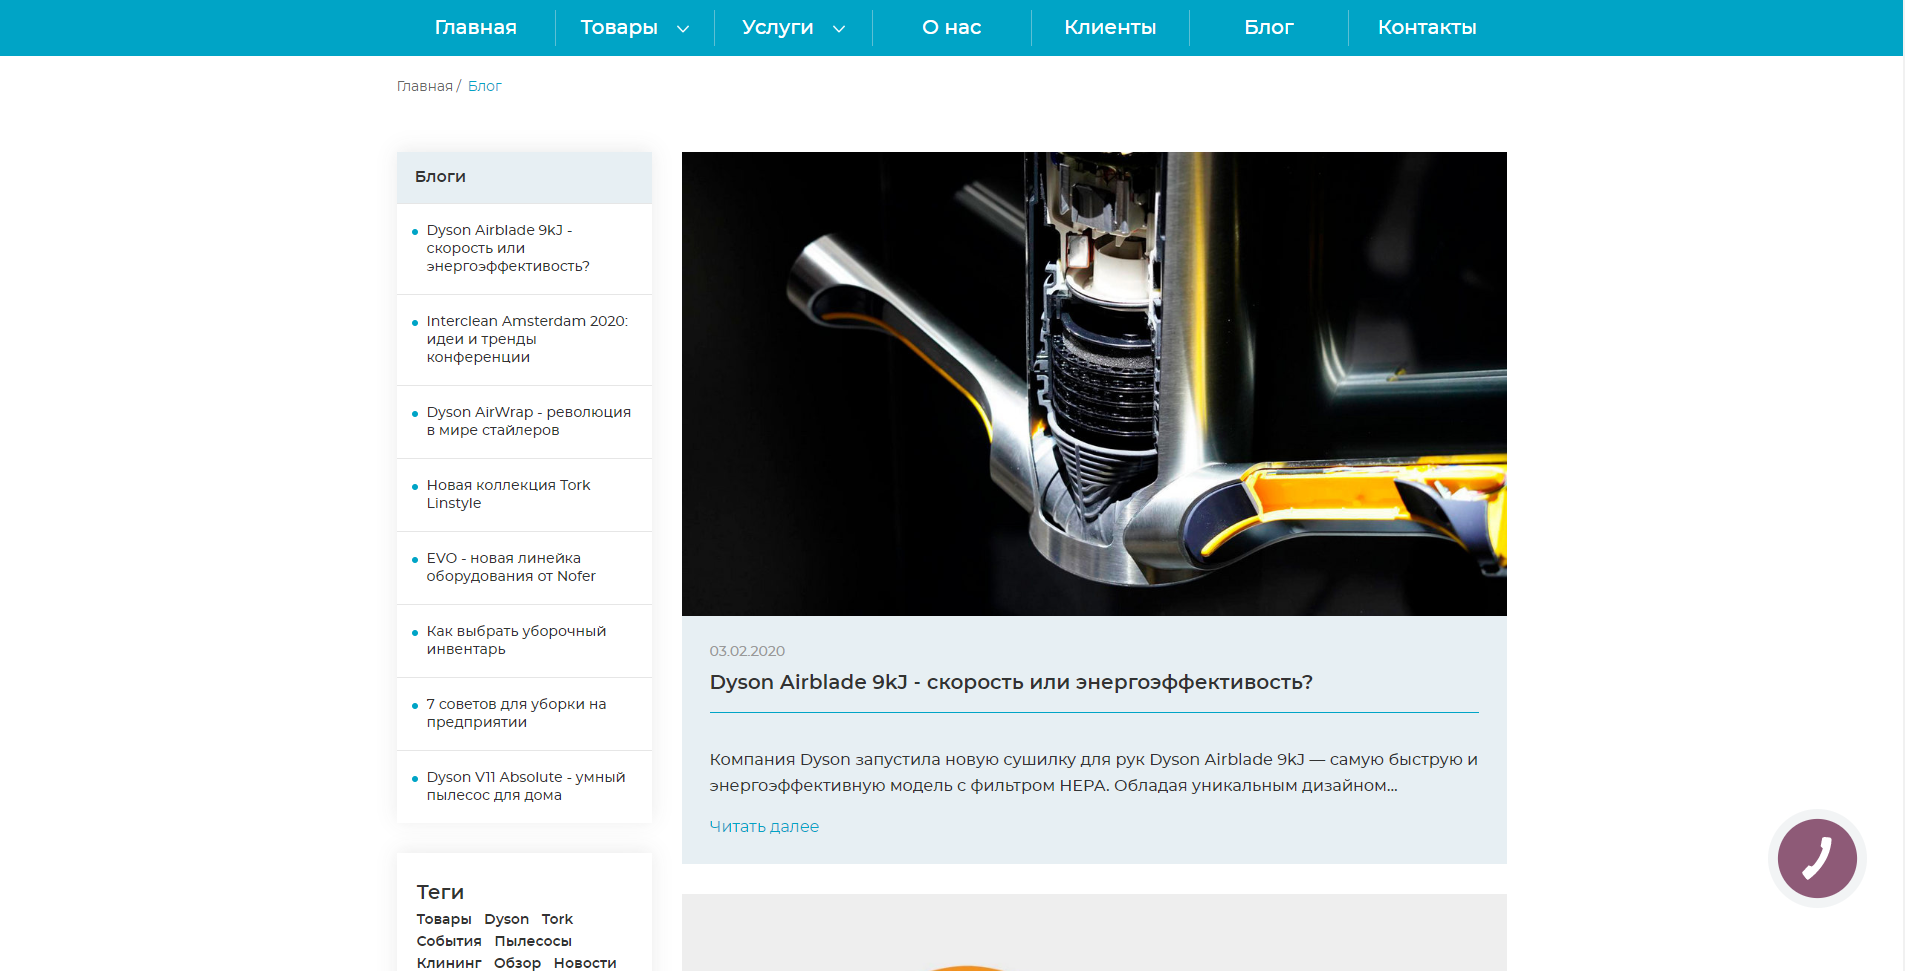 Главная
Товары
Услуги
О нас
Клиенты
Блог
Контакты
Главная / Блог
Блоги
Dyson Airblade 9kJ -
скорость или
энергоэффективость?
Interclean Amsterdam 2020:
идеи и тренды
конференции
Dyson AirWrap - революция
в мире стайлеров
Новая коллекция Tork
Linstyle
EVO - новая линейка
оборудования от Nofer
Как выбрать уборочный
инвентарь
7 советов для уборки на
предприятии
Dyson V11 Absolute - умный
пылесос для дома
Теги
Товары Dyson Tork
События Пылесосы
Клининг Обзор Новости
03.02.2020
Dyson Airblade 9kJ - скорость или энергоэффективость?
Компания Dyson запустила новую сушилку для рук Dyson Airblade 9kJ — самую быструю и
энергоэффективную модель с фильтром HEPA. Обладая уникальным дизайном...
Читать далее